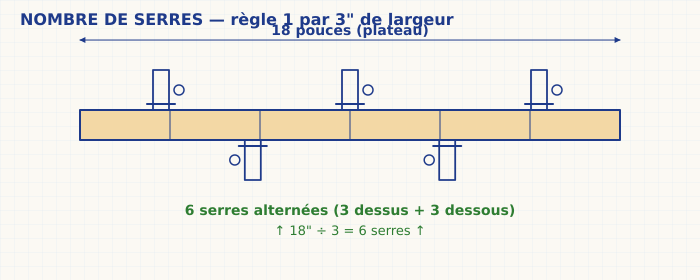 NOMBRE DE SERRES — règle 1 par 3" de largeur
18 pouces (plateau)
6 serres alternées (3 dessus + 3 dessous)
↑ 18" ÷ 3 = 6 serres ↑